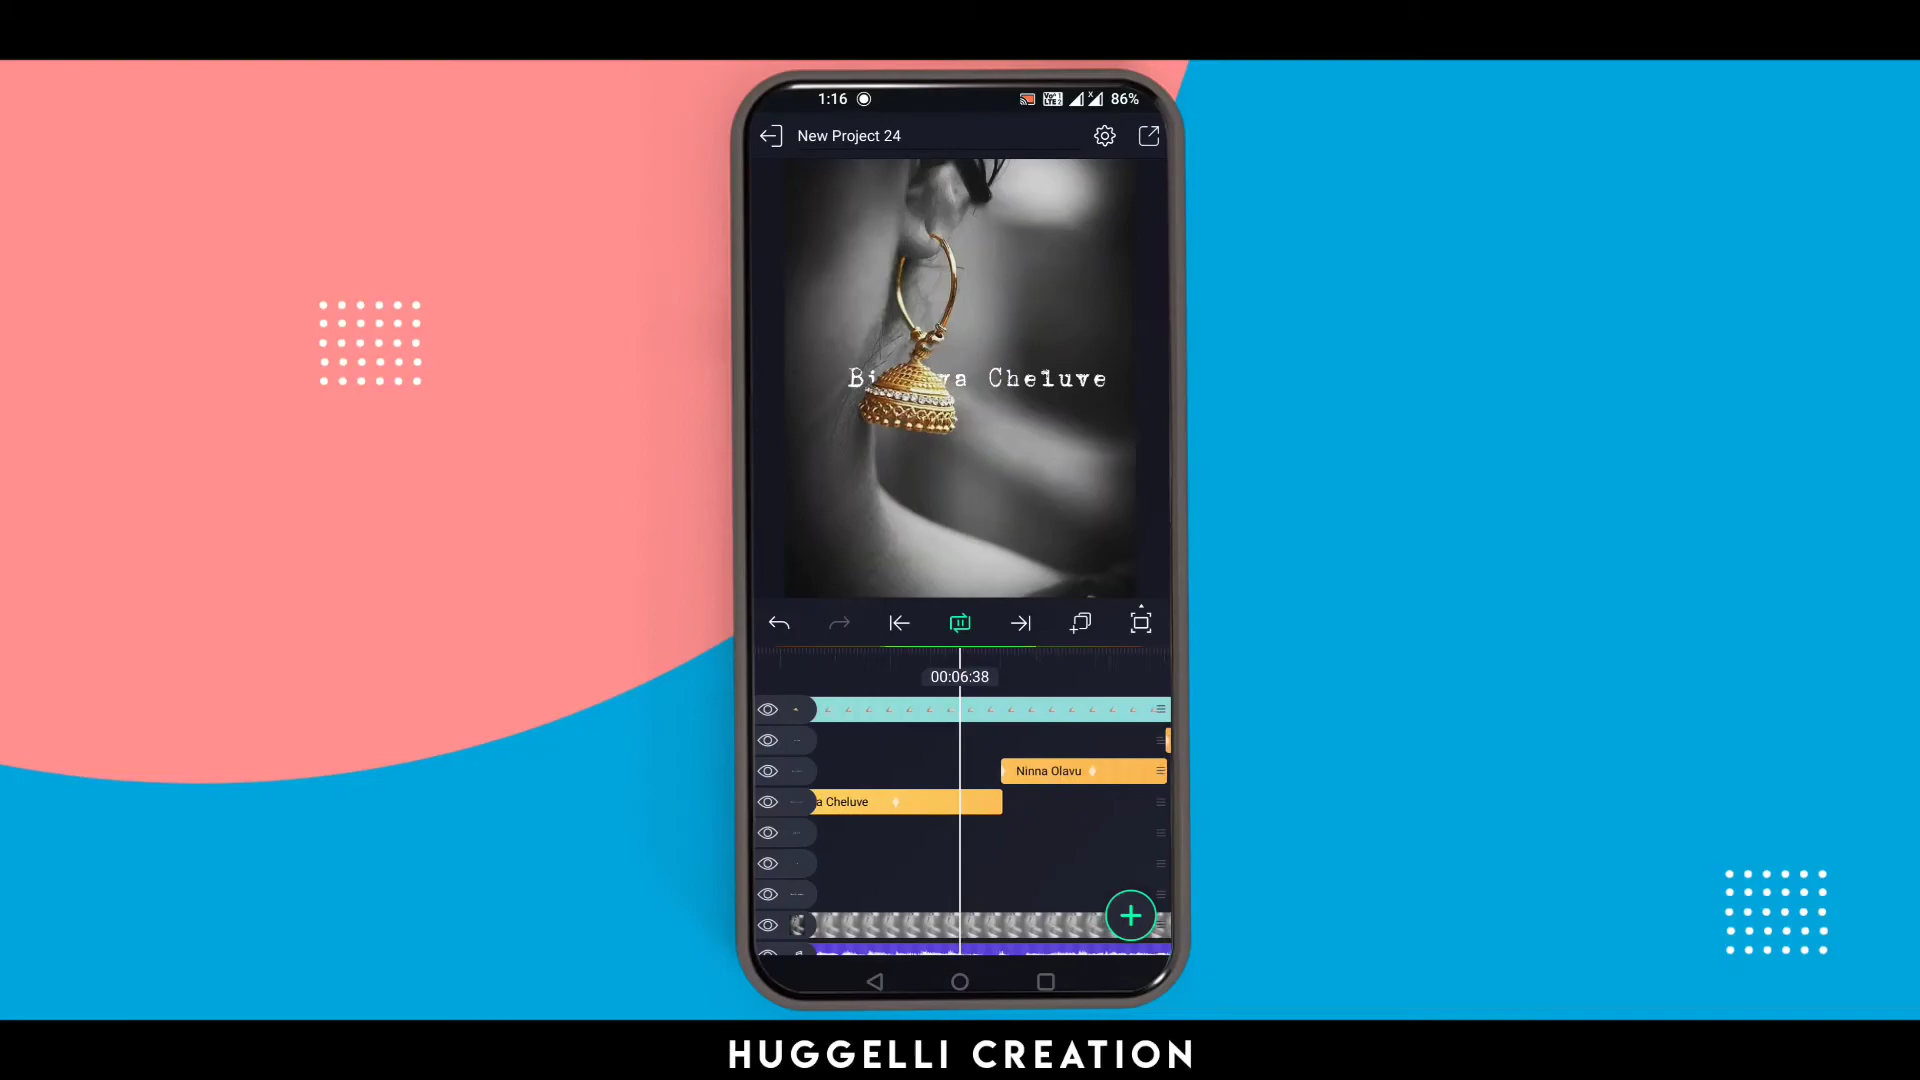 1:16
86%
New Project 24
Cheluve
00:06:38
Ninna Olavu
a Cheluve
HUGGELLI CREATION